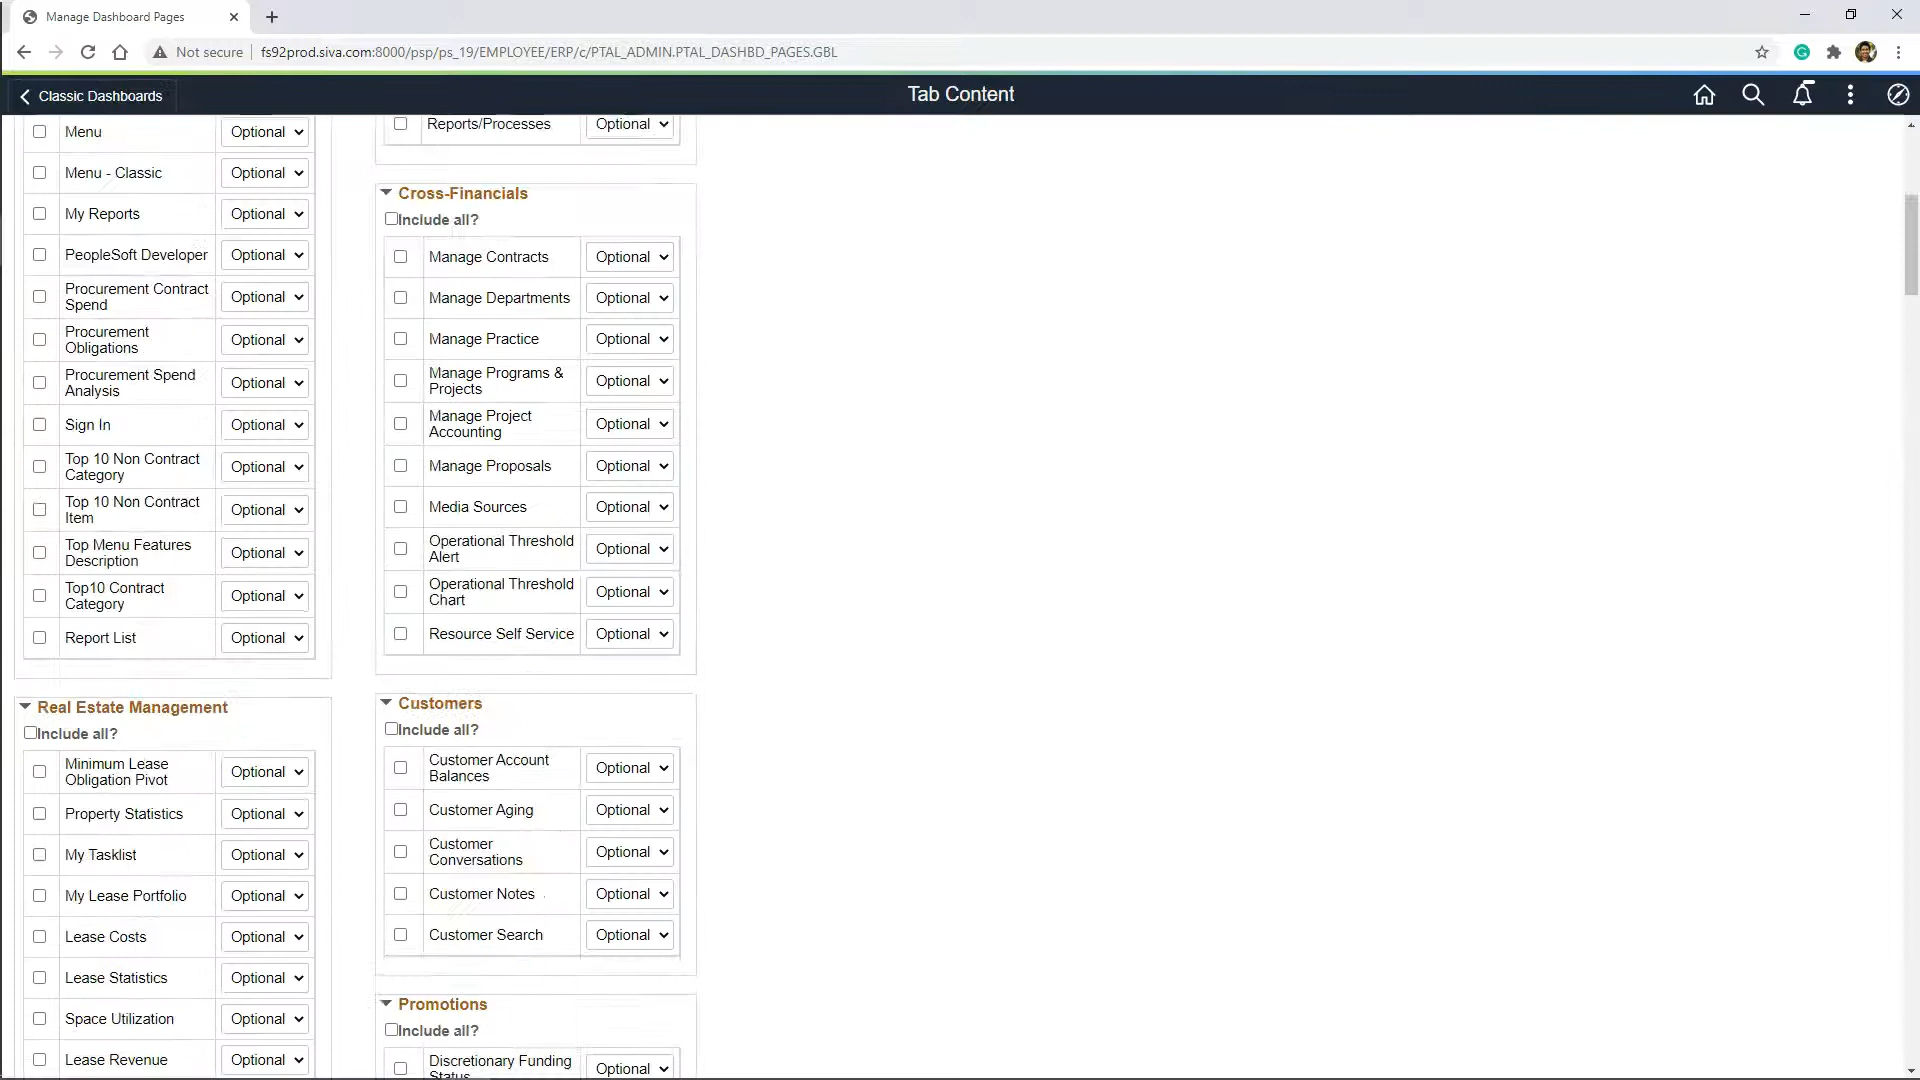 Manage Dashboard Pages
Not secure
fs92prod.siva.com:8000/psp/ps_19/EMPLOYEE/ERP/c/PTAL_ADMIN.PTAL_DASHBD_PAGES.GBL
Classic Dashboards
Tab Content
Menu Optional
Menu - Classic Optional
My Reports Optional
PeopleSoft Developer Optional
Procurement Contract
Spend
Optional
Procurement
Obligations
Optional
Procurement Spend
Analysis
Optional
Sign In Optional
Top 10 Non Contract
Category
Optional
Top 10 Non Contract
Item
Optional
Top Menu Features
Description
Optional
Top10 Contract
Category
Optional
Report List Optional
Real Estate Management
Include all?
Minimum Lease
Obligation Pivot
Optional
Property Statistics Optional
My Tasklist Optional
My Lease Portfolio Optional
Lease Costs Optional
Lease Statistics Optional
Space Utilization Optional
Lease Revenue Optional
Reports/Processes Optional
Cross-Financials
Include all?
Manage Contracts Optional
Manage Departments Optional
Manage Practice Optional
Manage Programs &
Projects
Optional
Manage Project
Accounting
Optional
Manage Proposals Optional
Media Sources Optional
Operational Threshold
Alert
Optional
Operational Threshold
Chart
Optional
Resource Self Service Optional
Customers
Include all?
Customer Account
Balances
Optional
Customer Aging Optional
Customer
Conversations
Optional
Customer Notes Optional
Customer Search Optional
Promotions
Include all?
Discretionary Funding
Status
Optional